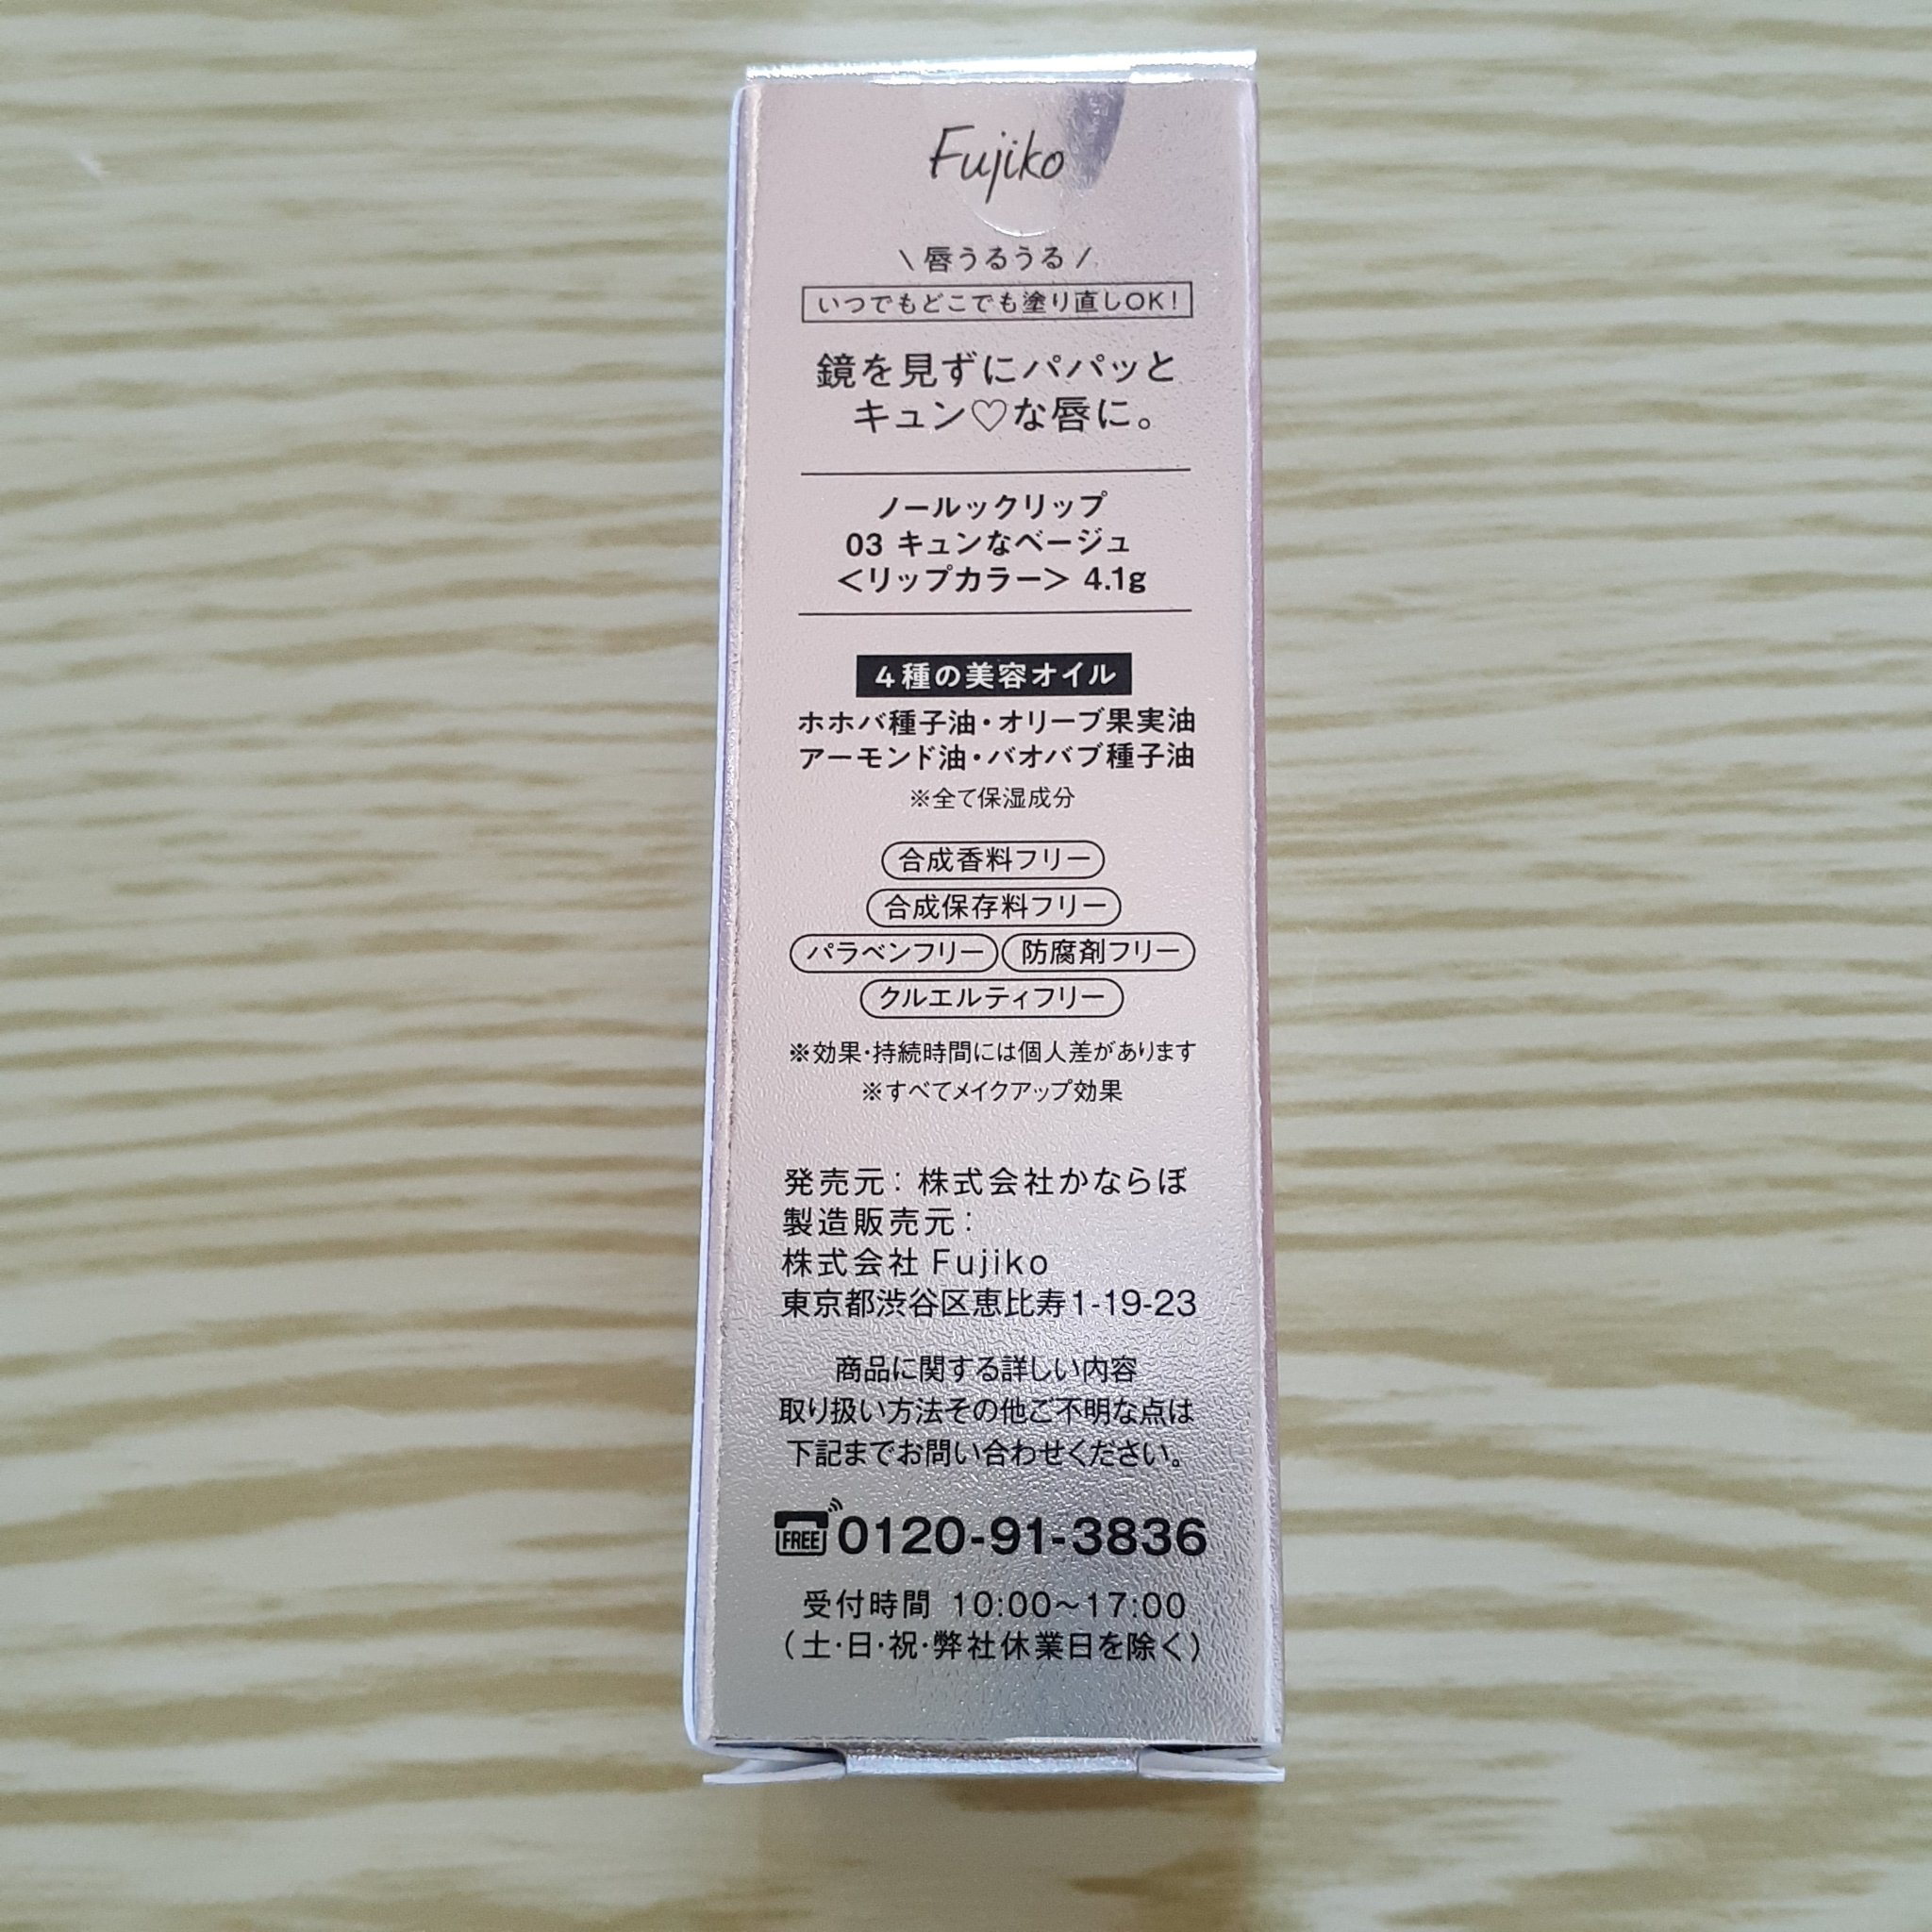 Fujiko
\ 唇うるうる /
いつでもどこでも塗り直しOK!
鏡を見ずにパパッと
キュン♡な唇に。
ノールックリップ
03 キュンなベージュ
<リップカラー> 4.1g
4種の美容オイル
ホホバ種子油・オリーブ果実油
アーモンド油・バオバブ種子油
※全て保湿成分
合成香料フリー
合成保存料フリー
パラベンフリー 防腐剤フリー
クルエルティフリー
※効果・持続時間には個人差があります
※すべてメイクアップ効果
発売元：株式会社かならぼ
製造販売元：
株式会社 Fujiko
東京都渋谷区恵比寿1-19-23
商品に関する詳しい内容
取り扱い方法その他ご不明な点は
下記までお問い合わせください。
FREE 0120-91-3836
受付時間 10:00~17:00
(土・日・祝・弊社休業日を除く)